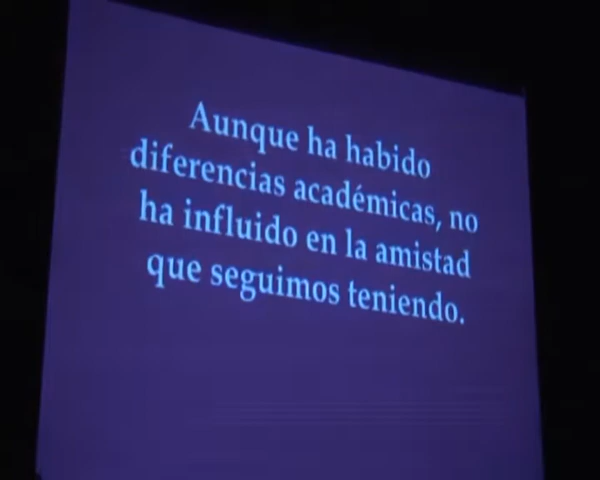 Aunque ha habido
diferencias académicas, no
ha influido en la amistad
que seguimos teniendo.